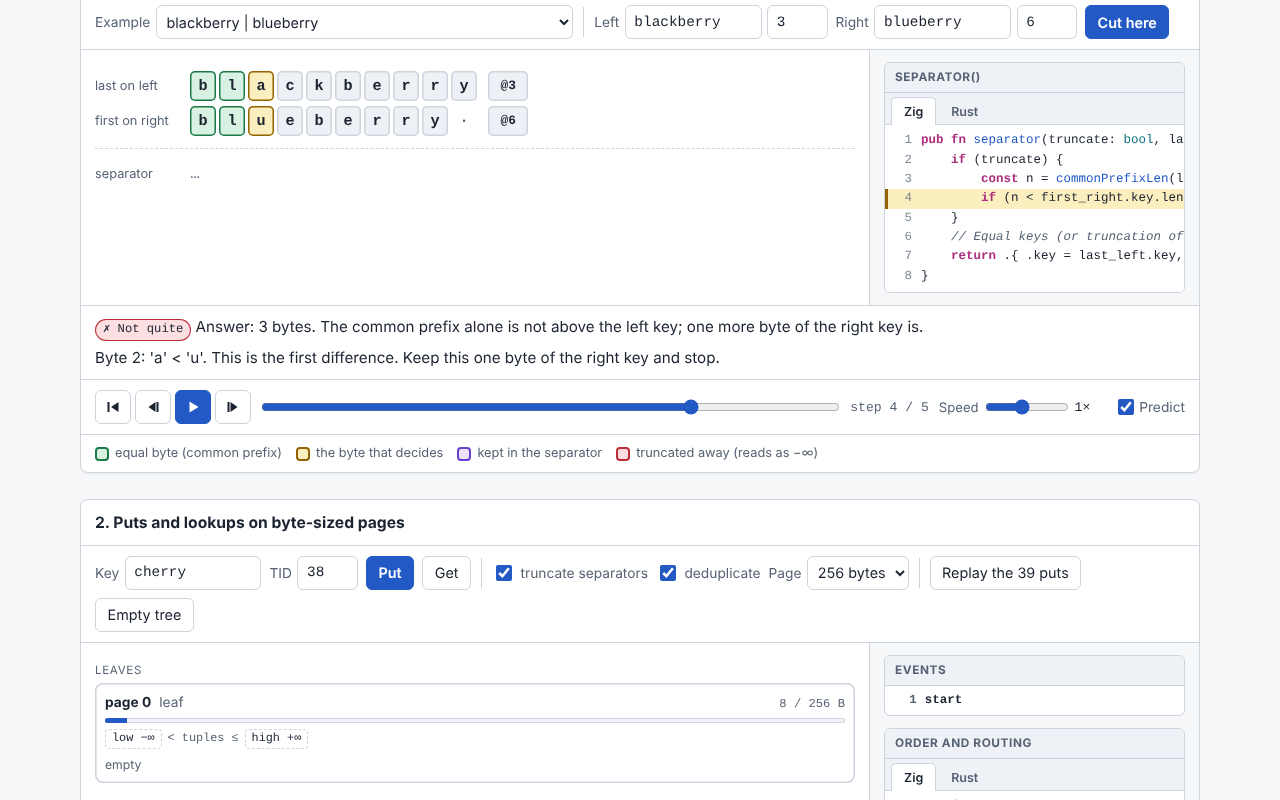 Example blackberry | blueberry Left blackberry 3 Right blueberry 6 Cut here
last on left b l a c k b e r r y @3
first on right b l u e b e r r y · @6
separator …
SEPARATOR()
Zig Rust
1 pub fn separator(truncate: bool, la
2 if (truncate) {
3 const n = commonPrefixLen(l
4 if (n < first_right.key.len
5 }
6 // Equal keys (or truncation of
7 return .{ .key = last_left.key,
8 }
✗ Not quite Answer: 3 bytes. The common prefix alone is not above the left key; one more byte of the right key is.
Byte 2: 'a' < 'u'. This is the first difference. Keep this one byte of the right key and stop.
step 4 / 5 Speed 1× Predict
equal byte (common prefix) the byte that decides kept in the separator truncated away (reads as −∞)
2. Puts and lookups on byte-sized pages
Key cherry TID 38 Put Get truncate separators deduplicate Page 256 bytes Replay the 39 puts
Empty tree
LEAVES
page 0 leaf 8 / 256 B
low −∞ < tuples ≤ high +∞
empty
EVENTS
1 start
ORDER AND ROUTING
Zig Rust